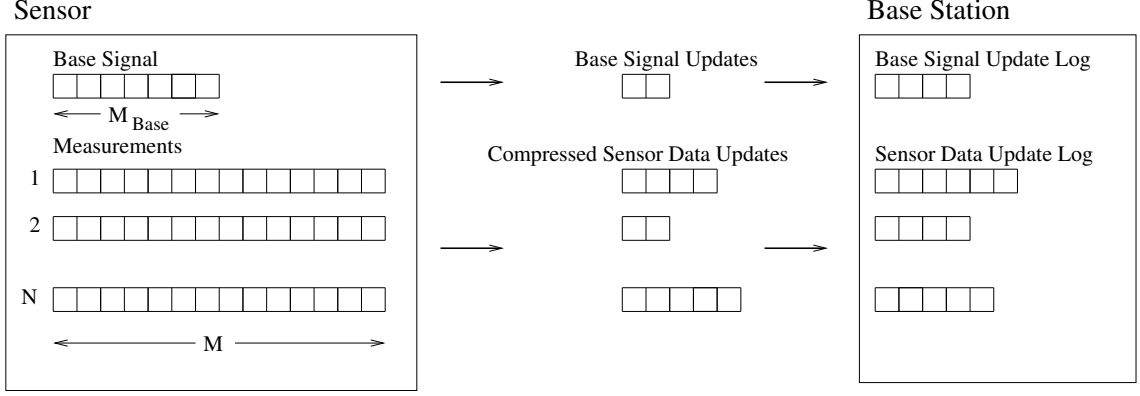 Sensor
Base Station
Base Signal
Base Signal Updates
Base Signal Update Log
M Base
Measurements
Compressed Sensor Data Updates
Sensor Data Update Log
1
2
N
M